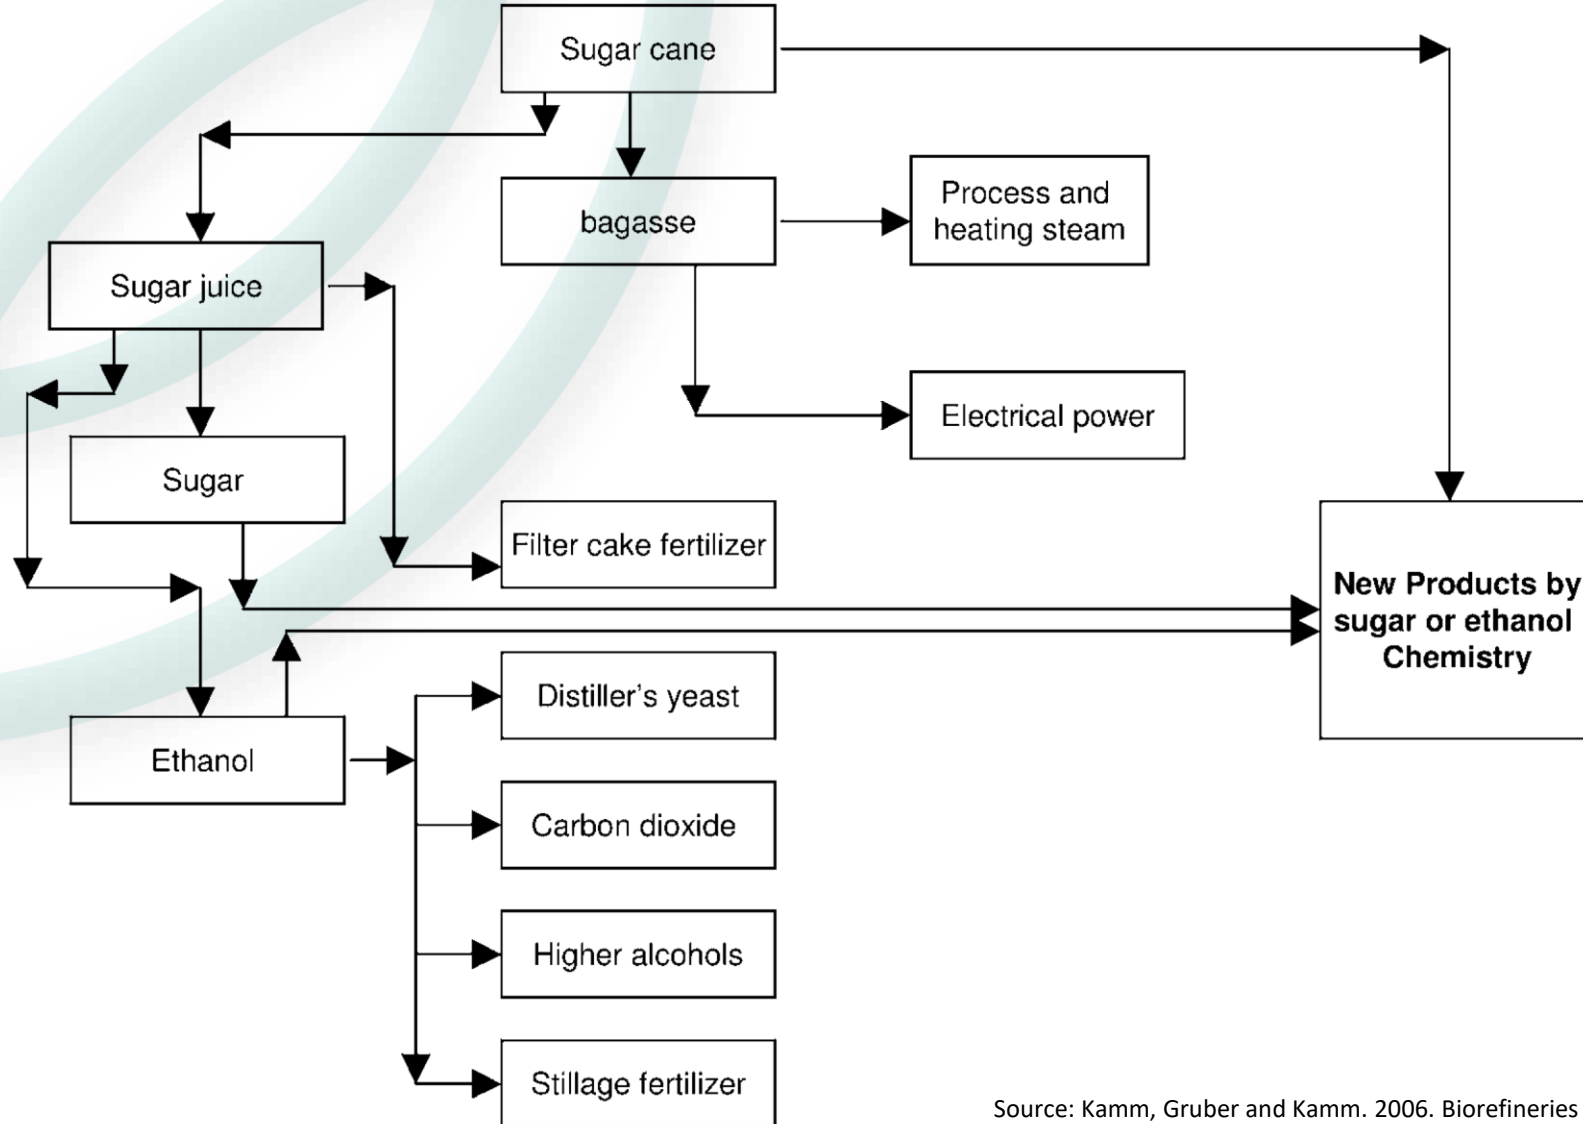 Sugar cane
Process and
heating steam
bagasse
Sugar juice
Electrical power
Sugar
Filter cake fertilizer
New Products by
sugar or ethanol
Chemistry
Distiller's yeast
Ethanol
Carbon dioxide
Higher alcohols
Stillage fertilizer
Source: Kamm, Gruber and Kamm. 2006. Biorefineries